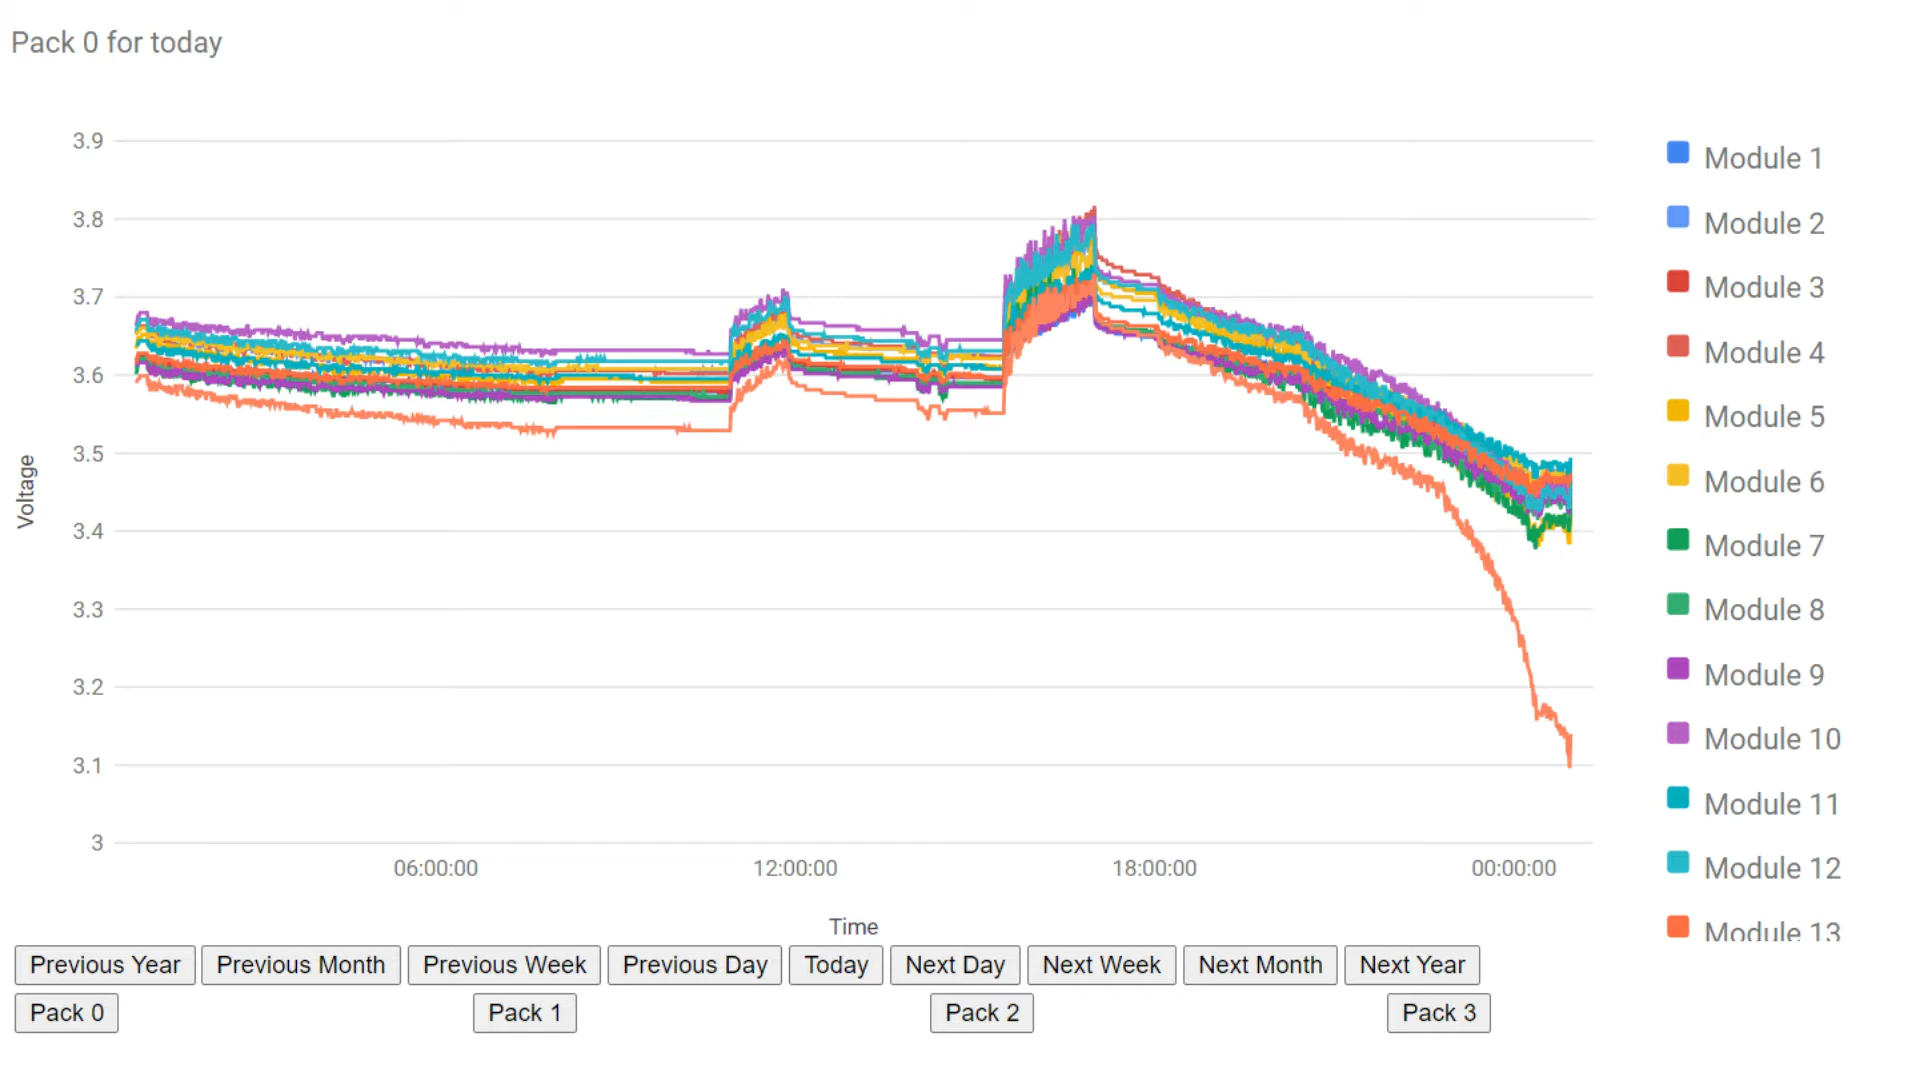 Pack 0 for today
3.9
3.8
3.7
3.6
3.5
3.4
3.3
3.2
3.1
3
Voltage
06:00:00 12:00:00 18:00:00 00:00:00
Time
Module 1
Module 2
Module 3
Module 4
Module 5
Module 6
Module 7
Module 8
Module 9
Module 10
Module 11
Module 12
Module 13
Previous Year Previous Month Previous Week Previous Day Today Next Day Next Week Next Month Next Year
Pack 0 Pack 1 Pack 2 Pack 3